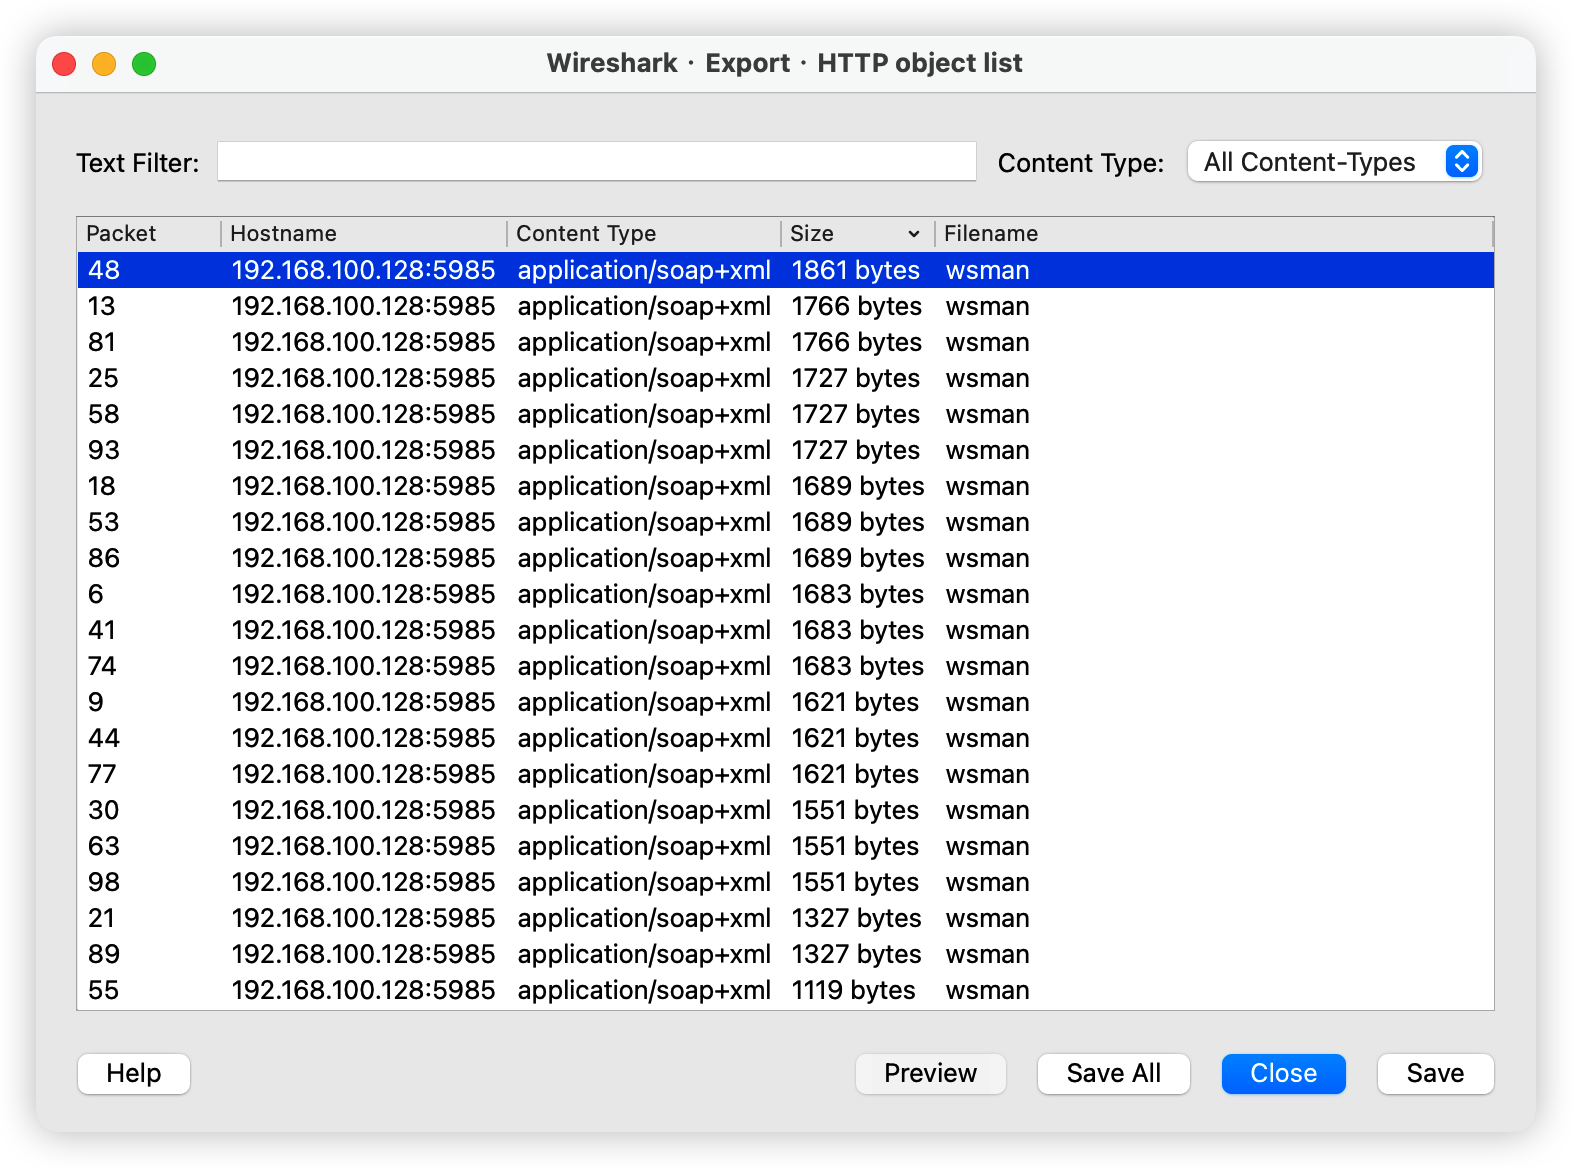 Wireshark · Export · HTTP object list
Text Filter: Content Type: All Content-Types
Packet Hostname Content Type Size Filename
48 192.168.100.128:5985 application/soap+xml 1861 bytes wsman
13 192.168.100.128:5985 application/soap+xml 1766 bytes wsman
81 192.168.100.128:5985 application/soap+xml 1766 bytes wsman
25 192.168.100.128:5985 application/soap+xml 1727 bytes wsman
58 192.168.100.128:5985 application/soap+xml 1727 bytes wsman
93 192.168.100.128:5985 application/soap+xml 1727 bytes wsman
18 192.168.100.128:5985 application/soap+xml 1689 bytes wsman
53 192.168.100.128:5985 application/soap+xml 1689 bytes wsman
86 192.168.100.128:5985 application/soap+xml 1689 bytes wsman
6 192.168.100.128:5985 application/soap+xml 1683 bytes wsman
41 192.168.100.128:5985 application/soap+xml 1683 bytes wsman
74 192.168.100.128:5985 application/soap+xml 1683 bytes wsman
9 192.168.100.128:5985 application/soap+xml 1621 bytes wsman
44 192.168.100.128:5985 application/soap+xml 1621 bytes wsman
77 192.168.100.128:5985 application/soap+xml 1621 bytes wsman
30 192.168.100.128:5985 application/soap+xml 1551 bytes wsman
63 192.168.100.128:5985 application/soap+xml 1551 bytes wsman
98 192.168.100.128:5985 application/soap+xml 1551 bytes wsman
21 192.168.100.128:5985 application/soap+xml 1327 bytes wsman
89 192.168.100.128:5985 application/soap+xml 1327 bytes wsman
55 192.168.100.128:5985 application/soap+xml 1119 bytes wsman
Help Preview Save All Close Save